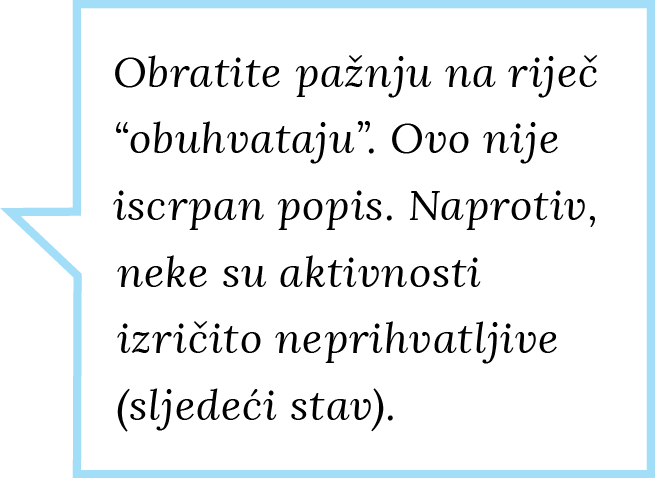 Obratite pažnju na riječ
“obuhvataju”. Ovo nije
iscrpan popis. Naprotiv,
neke su aktivnosti
izričito neprihvatljive
(sljedeći stav).